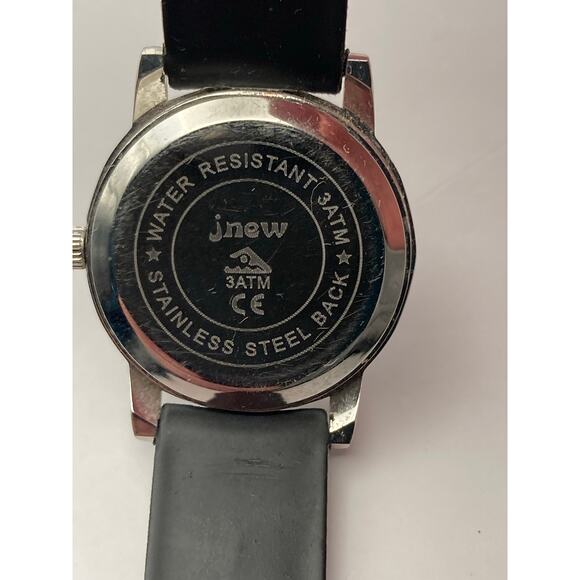 ★ WATER RESISTANT 3ATM ★
jnew
3ATM
CE
STAINLESS STEEL BACK